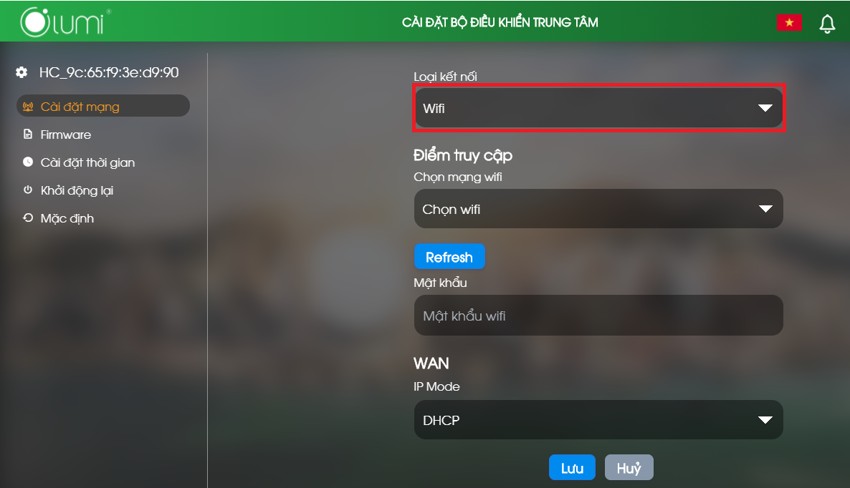 lumi
CÀI ĐẶT BỘ ĐIỀU KHIỂN TRUNG TÂM
HC_9c:65:f9:3e:d9:90
Cài đặt mạng
Firmware
Cài đặt thời gian
Khởi động lại
Mặc định
Loại kết nối
Wifi
Điểm truy cập
Chọn mạng wifi
Chọn wifi
Refresh
Mật khẩu
Mật khẩu wifi
WAN
IP Mode
DHCP
Lưu
Huỷ